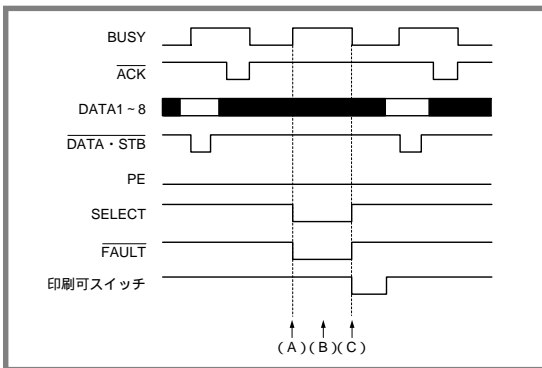 BUSY
ACK
DATA1~8
DATA・STB
PE
SELECT
FAULT
印刷可スイッチ
(A)(B)(C)